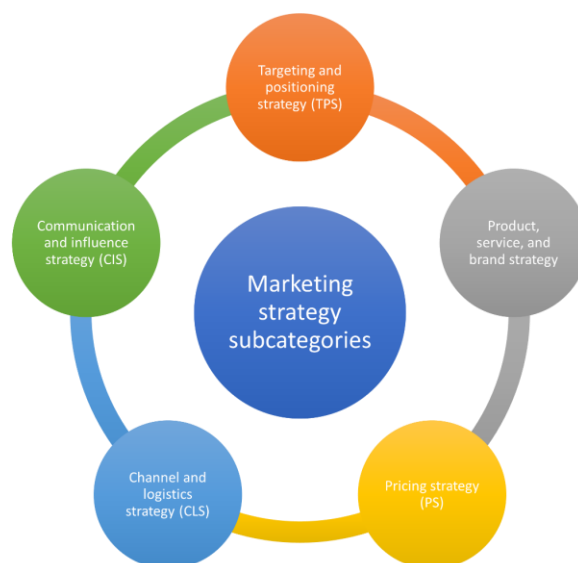 Targeting and
positioning
strategy (TPS)
Product,
service, and
brand strategy
Pricing strategy
(PS)
Channel and
logistics
strategy (CLS)
Communication
and influence
strategy (CIS)
Marketing
strategy
subcategories